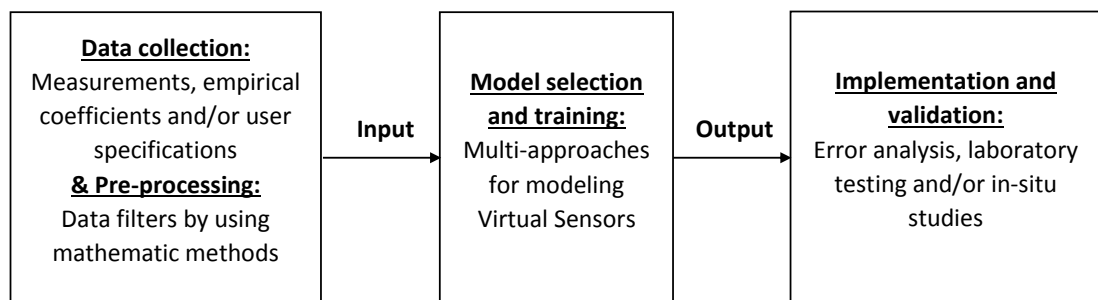 Data collection:
Measurements, empirical
coefficients and/or user
specifications
& Pre-processing:
Data filters by using
mathematic methods
Input
Model selection
and training:
Multi-approaches
for modeling
Virtual Sensors
Output
Implementation and
validation:
Error analysis, laboratory
testing and/or in-situ
studies